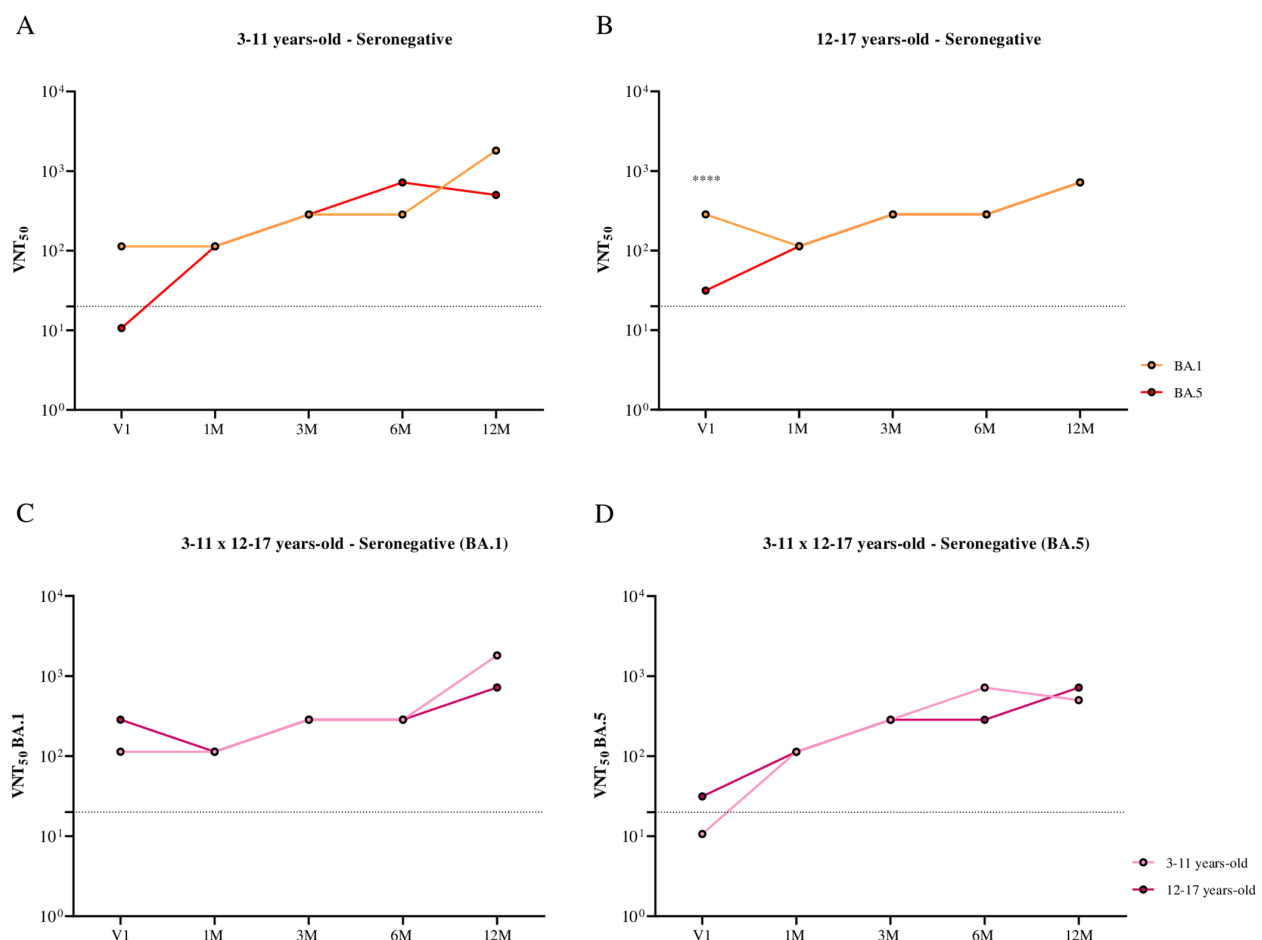 A
3-11 years-old - Seronegative
VNT50
10^4
10^3
10^2
10^1
10^0
V1 1M 3M 6M 12M
B
12-17 years-old - Seronegative
VNT50
10^4
10^3
10^2
10^1
10^0
****
V1 1M 3M 6M 12M
BA.1
BA.5
C
3-11 x 12-17 years-old - Seronegative (BA.1)
VNT50 BA.1
10^4
10^3
10^2
10^1
10^0
V1 1M 3M 6M 12M
D
3-11 x 12-17 years-old - Seronegative (BA.5)
VNT50 BA.5
10^4
10^3
10^2
10^1
10^0
V1 1M 3M 6M 12M
3-11 years-old
12-17 years-old